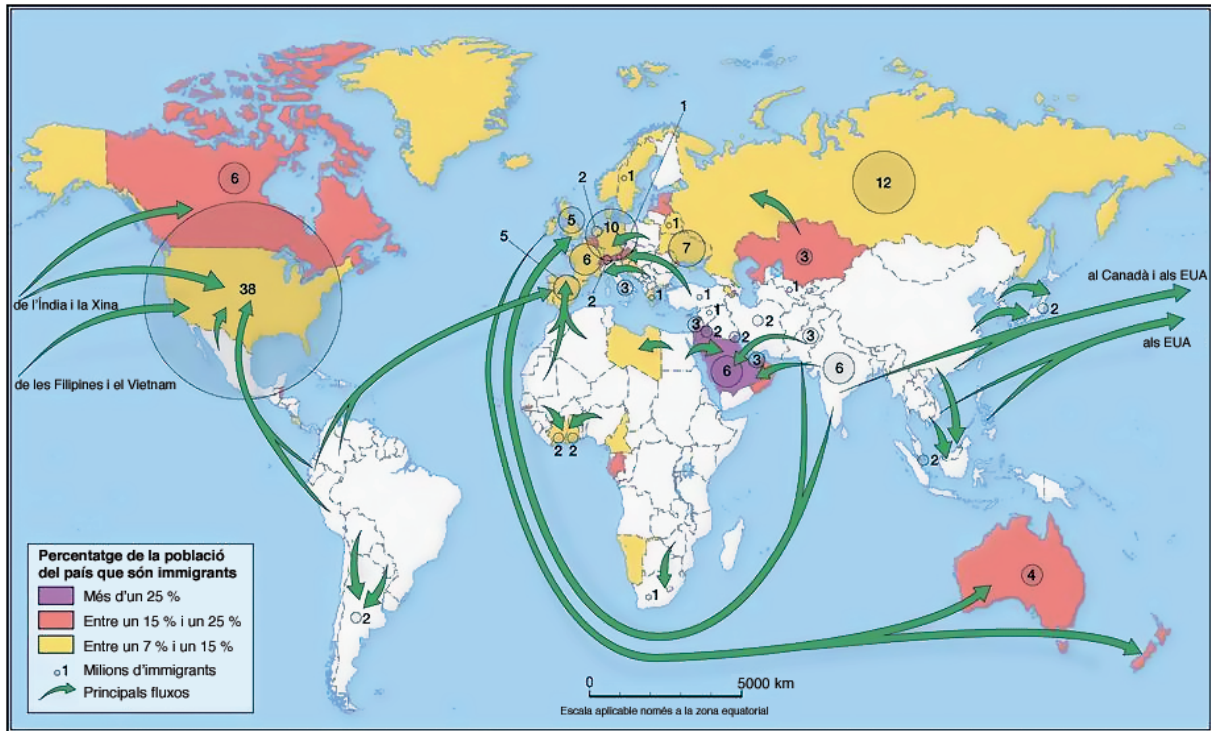 1
2
1
6
5
10
12
1
5
6
7
3
38
de l'Índia i la Xina
2
3
1
1
1
1
al Canadà i als EUA
2
3
2
2
3
als EUA
6
3
6
de les Filipines i el Vietnam
2
2
2
4
1
2
Percentatge de la població
del país que són immigrants
Més d'un 25 %
Entre un 15 % i un 25 %
Entre un 7 % i un 15 %
1 Milions d'immigrants
Principals fluxos
0 5000 km
Escala aplicable només a la zona equatorial